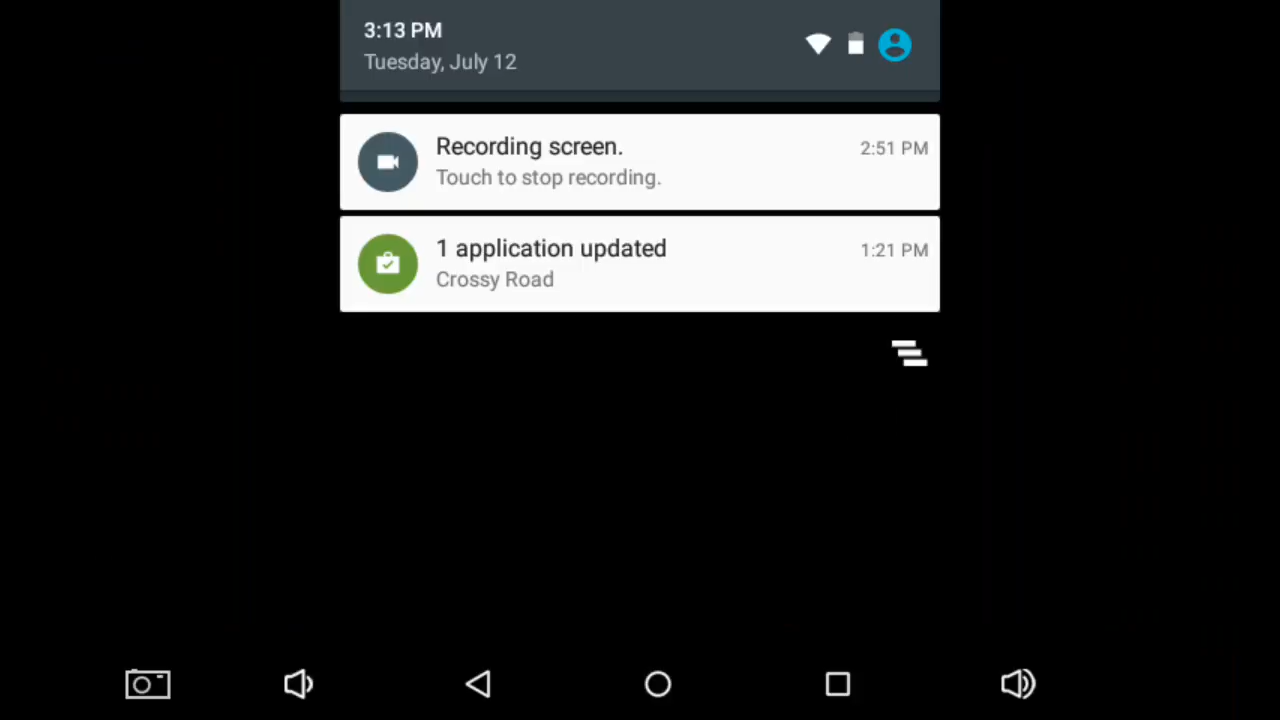 3:13 PM
Tuesday, July 12
Recording screen.
2:51 PM
Touch to stop recording.
1 application updated
1:21 PM
Crossy Road